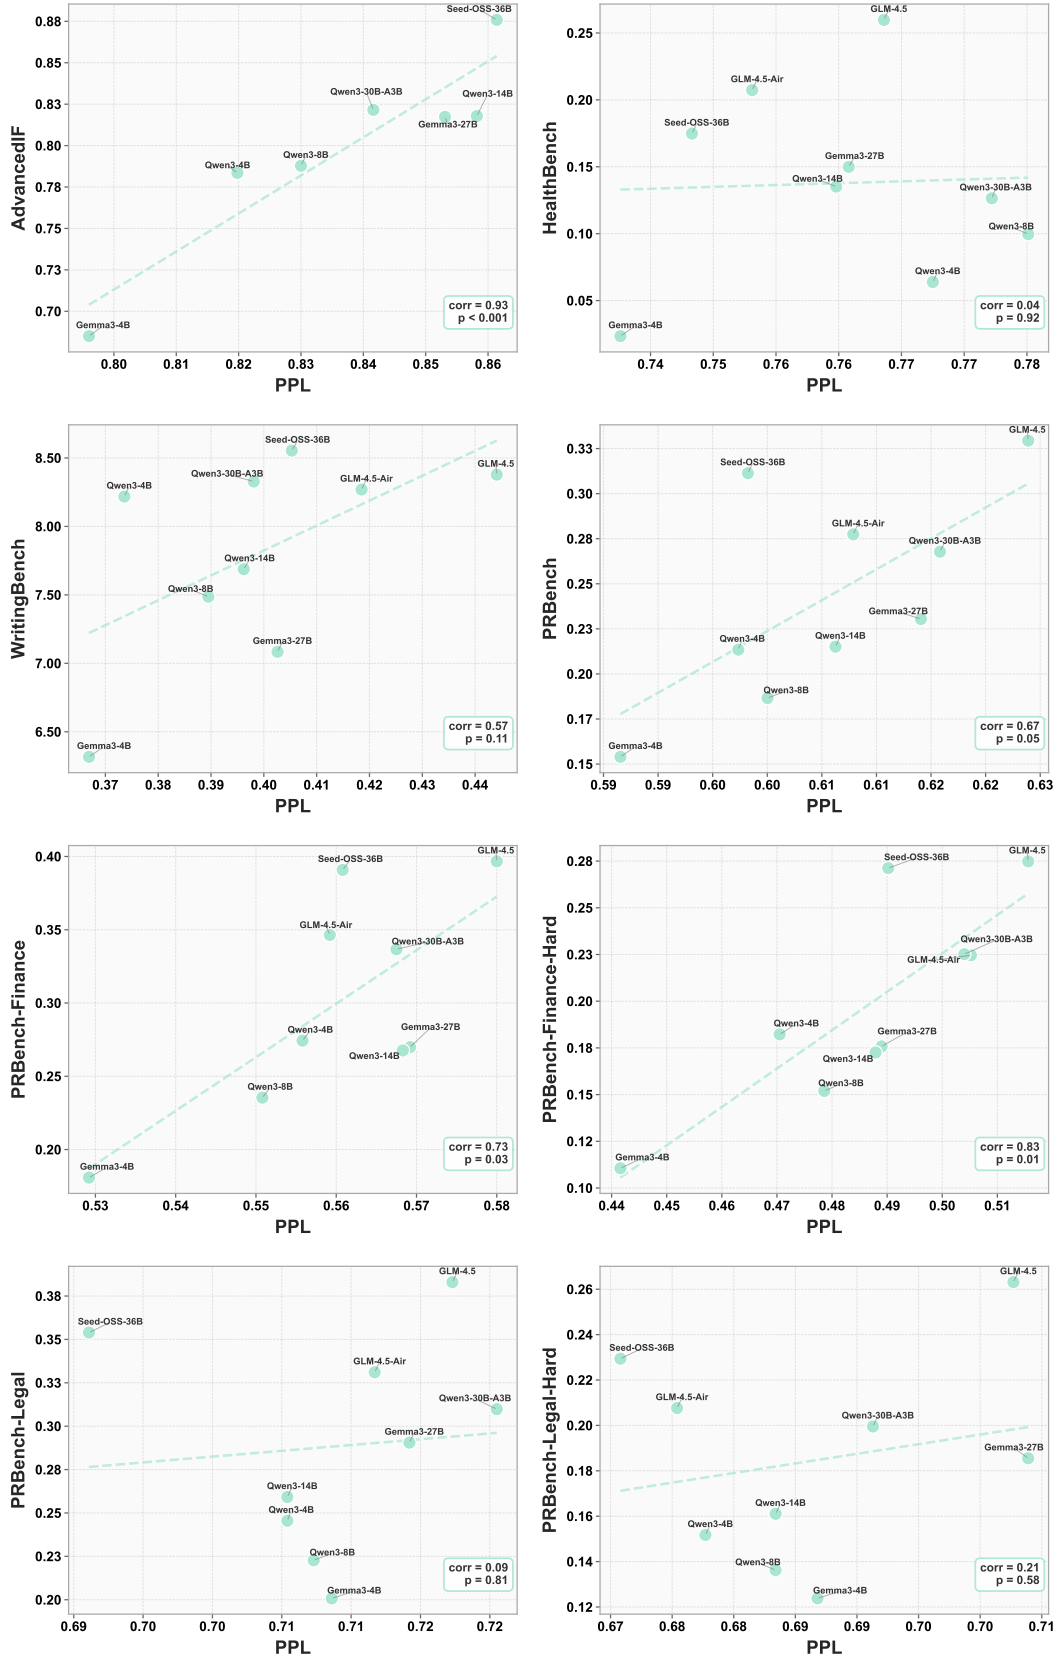 AdvancedIF
0.88
0.85
0.83
0.80
0.78
0.75
0.73
0.70
Seed-OSS-36B
Qwen3-30B-A3B
Qwen3-14B
Gemma3-27B
Qwen3-8B
Qwen3-4B
Gemma3-4B
corr = 0.93
p < 0.001
0.80 0.81 0.82 0.83 0.84 0.85 0.86
PPL
HealthBench
0.25
0.20
0.15
0.10
0.05
GLM-4.5
GLM-4.5-Air
Seed-OSS-36B
Gemma3-27B
Qwen3-14B
Qwen3-30B-A3B
Qwen3-8B
Qwen3-4B
Gemma3-4B
corr = 0.04
p = 0.92
0.74 0.75 0.76 0.76 0.77 0.77 0.78
PPL
WritingBench
8.50
8.00
7.50
7.00
6.50
Seed-OSS-36B
GLM-4.5
Qwen3-30B-A3B
GLM-4.5-Air
Qwen3-4B
Qwen3-14B
Qwen3-8B
Gemma3-27B
Gemma3-4B
corr = 0.57
p = 0.11
0.37 0.38 0.39 0.40 0.41 0.42 0.43 0.44
PPL
PRBench
0.33
0.30
0.28
0.25
0.23
0.20
0.17
0.15
GLM-4.5
Seed-OSS-36B
GLM-4.5-Air
Qwen3-30B-A3B
Gemma3-27B
Qwen3-4B
Qwen3-14B
Qwen3-8B
Gemma3-4B
corr = 0.67
p = 0.05
0.59 0.59 0.60 0.60 0.61 0.61 0.62 0.62 0.63
PPL
PRBench-Finance
0.40
0.35
0.30
0.25
0.20
GLM-4.5
Seed-OSS-36B
GLM-4.5-Air
Qwen3-30B-A3B
Qwen3-4B
Gemma3-27B
Qwen3-14B
Qwen3-8B
Gemma3-4B
corr = 0.73
p = 0.03
0.53 0.54 0.55 0.56 0.57 0.58
PPL
PRBench-Finance-Hard
0.28
0.25
0.23
0.20
0.18
0.15
0.12
0.10
GLM-4.5
Seed-OSS-36B
Qwen3-30B-A3B
GLM-4.5-Air
Qwen3-4B
Gemma3-27B
Qwen3-14B
Qwen3-8B
Gemma3-4B
corr = 0.83
p = 0.01
0.44 0.45 0.46 0.47 0.48 0.49 0.50 0.51
PPL
PRBench-Legal
0.38
0.35
0.33
0.30
0.28
0.25
0.23
0.20
GLM-4.5
Seed-OSS-36B
GLM-4.5-Air
Qwen3-30B-A3B
Gemma3-27B
Qwen3-14B
Qwen3-4B
Qwen3-8B
Gemma3-4B
corr = 0.09
p = 0.81
0.69 0.70 0.70 0.71 0.71 0.72 0.72
PPL
PRBench-Legal-Hard
0.26
0.24
0.22
0.20
0.18
0.16
0.14
0.12
GLM-4.5
Seed-OSS-36B
GLM-4.5-Air
Qwen3-30B-A3B
Gemma3-27B
Qwen3-14B
Qwen3-4B
Qwen3-8B
Gemma3-4B
corr = 0.21
p = 0.58
0.67 0.68 0.68 0.69 0.69 0.70 0.70 0.71
PPL